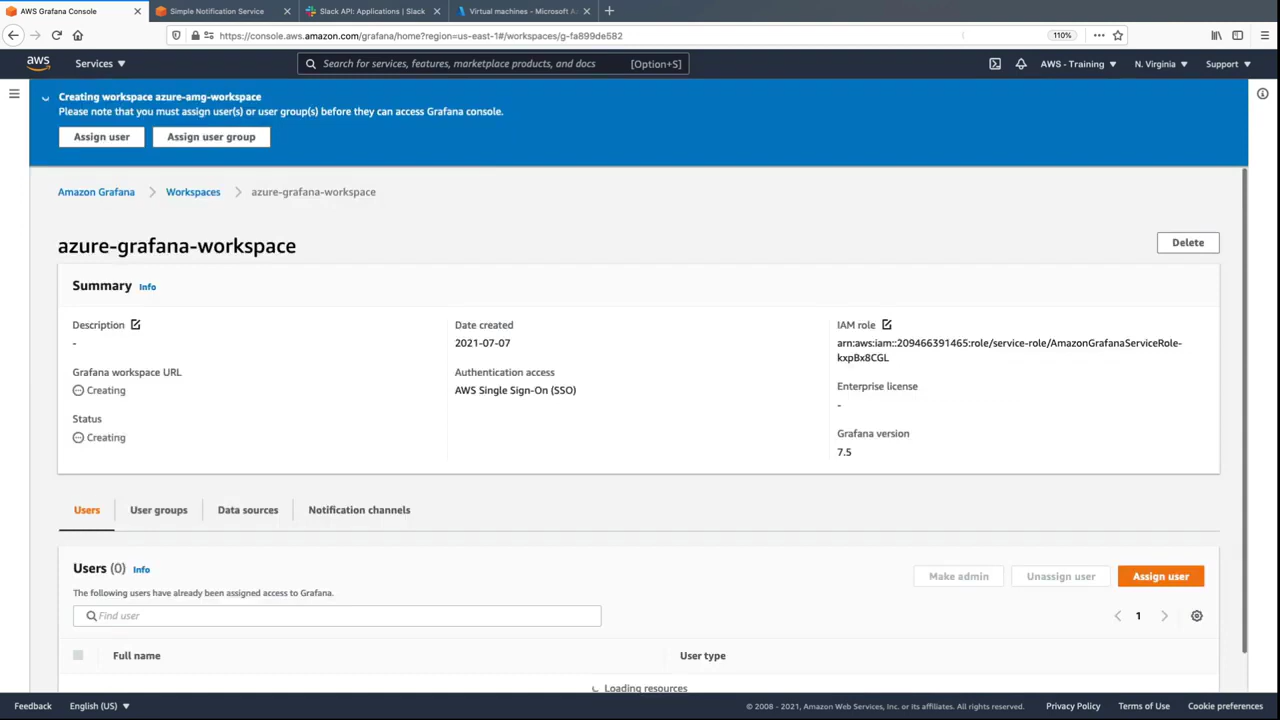 AWS Grafana Console
Simple Notification Service
Slack API: Applications | Slack
Virtual machines - Microsoft A
https://console.aws.amazon.com/grafana/home?region=us-east-1#/workspaces/g-fa899de582
110%
aws
Services
Search for services, features, marketplace products, and docs
[Option+S]
AWS - Training
N. Virginia
Support
Creating workspace azure-amg-workspace
Please note that you must assign user(s) or user group(s) before they can access Grafana console.
Assign user
Assign user group
Amazon Grafana
Workspaces
azure-grafana-workspace
azure-grafana-workspace
Delete
Summary Info
Description
-
Grafana workspace URL
Creating
Status
Creating
Date created
2021-07-07
Authentication access
AWS Single Sign-On (SSO)
IAM role
arn:aws:iam::209466391465:role/service-role/AmazonGrafanaServiceRole-
kxpBx8CGL
Enterprise license
-
Grafana version
7.5
Users
User groups
Data sources
Notification channels
Users (0) Info
Make admin
Unassign user
Assign user
The following users have already been assigned access to Grafana.
Find user
1
Full name
User type
Loading resources
Feedback
English (US)
© 2008 - 2021, Amazon Web Services, Inc. or its affiliates. All rights reserved.
Privacy Policy
Terms of Use
Cookie preferences